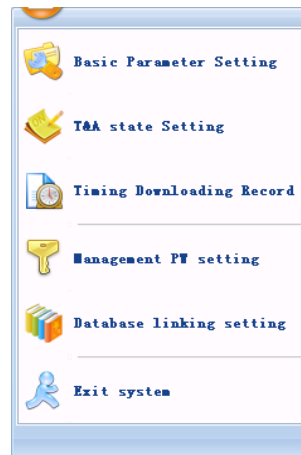 Basic Parameter Setting
T&A state Setting
Timing Downloading Record
Management PW setting
Database linking setting
Exit system